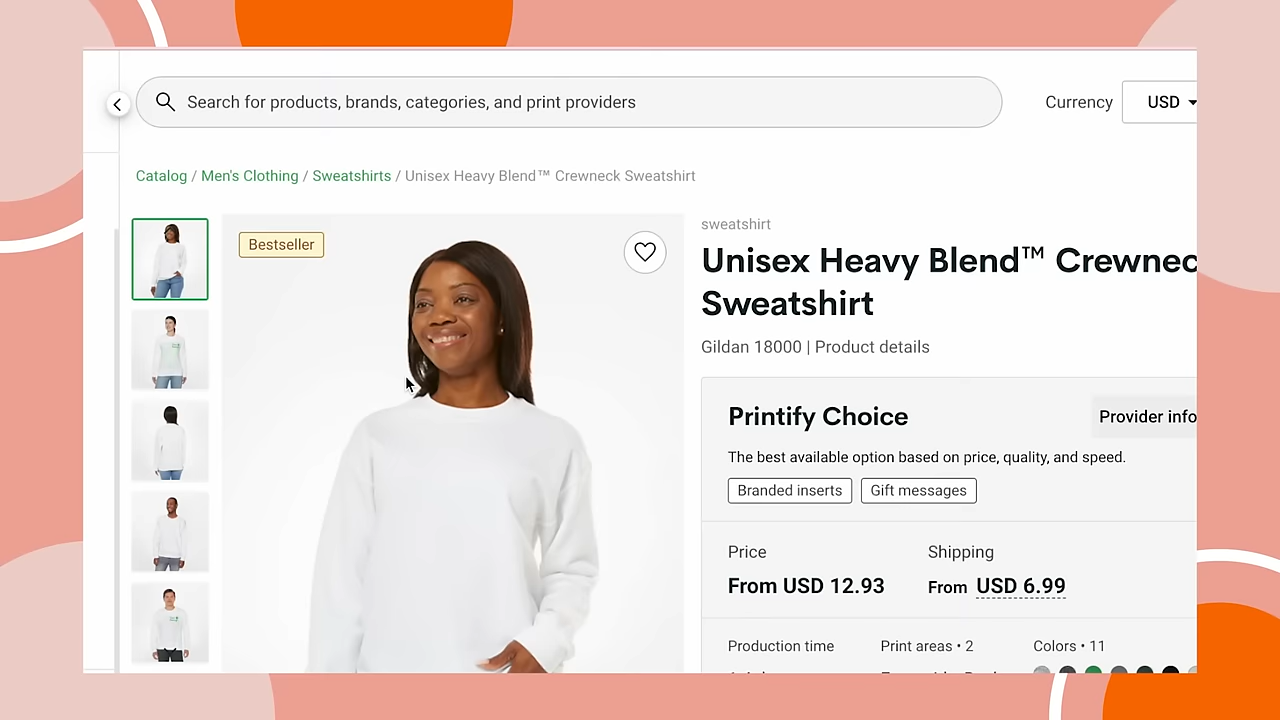 Search for products, brands, categories, and print providers
Currency
USD
Catalog / Men's Clothing / Sweatshirts / Unisex Heavy Blend™ Crewneck Sweatshirt
Bestseller
sweatshirt
Unisex Heavy Blend™ Crewnec
Sweatshirt
Gildan 18000 | Product details
Printify Choice
Provider info
The best available option based on price, quality, and speed.
Branded inserts
Gift messages
Price
Shipping
From USD 12.93
From USD 6.99
Production time
Print areas • 2
Colors • 11